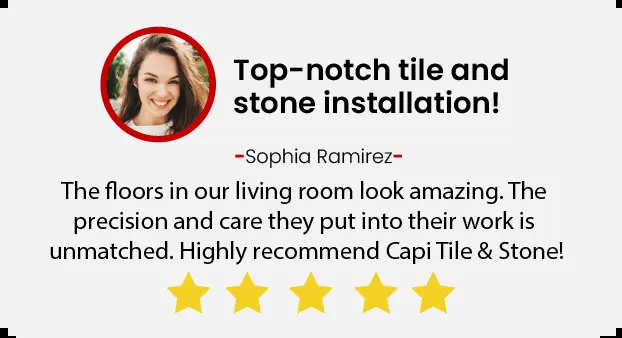 Top-notch tile and
stone installation!
-Sophia Ramirez-
The floors in our living room look amazing. The
precision and care they put into their work is
unmatched. Highly recommend Capi Tile & Stone!